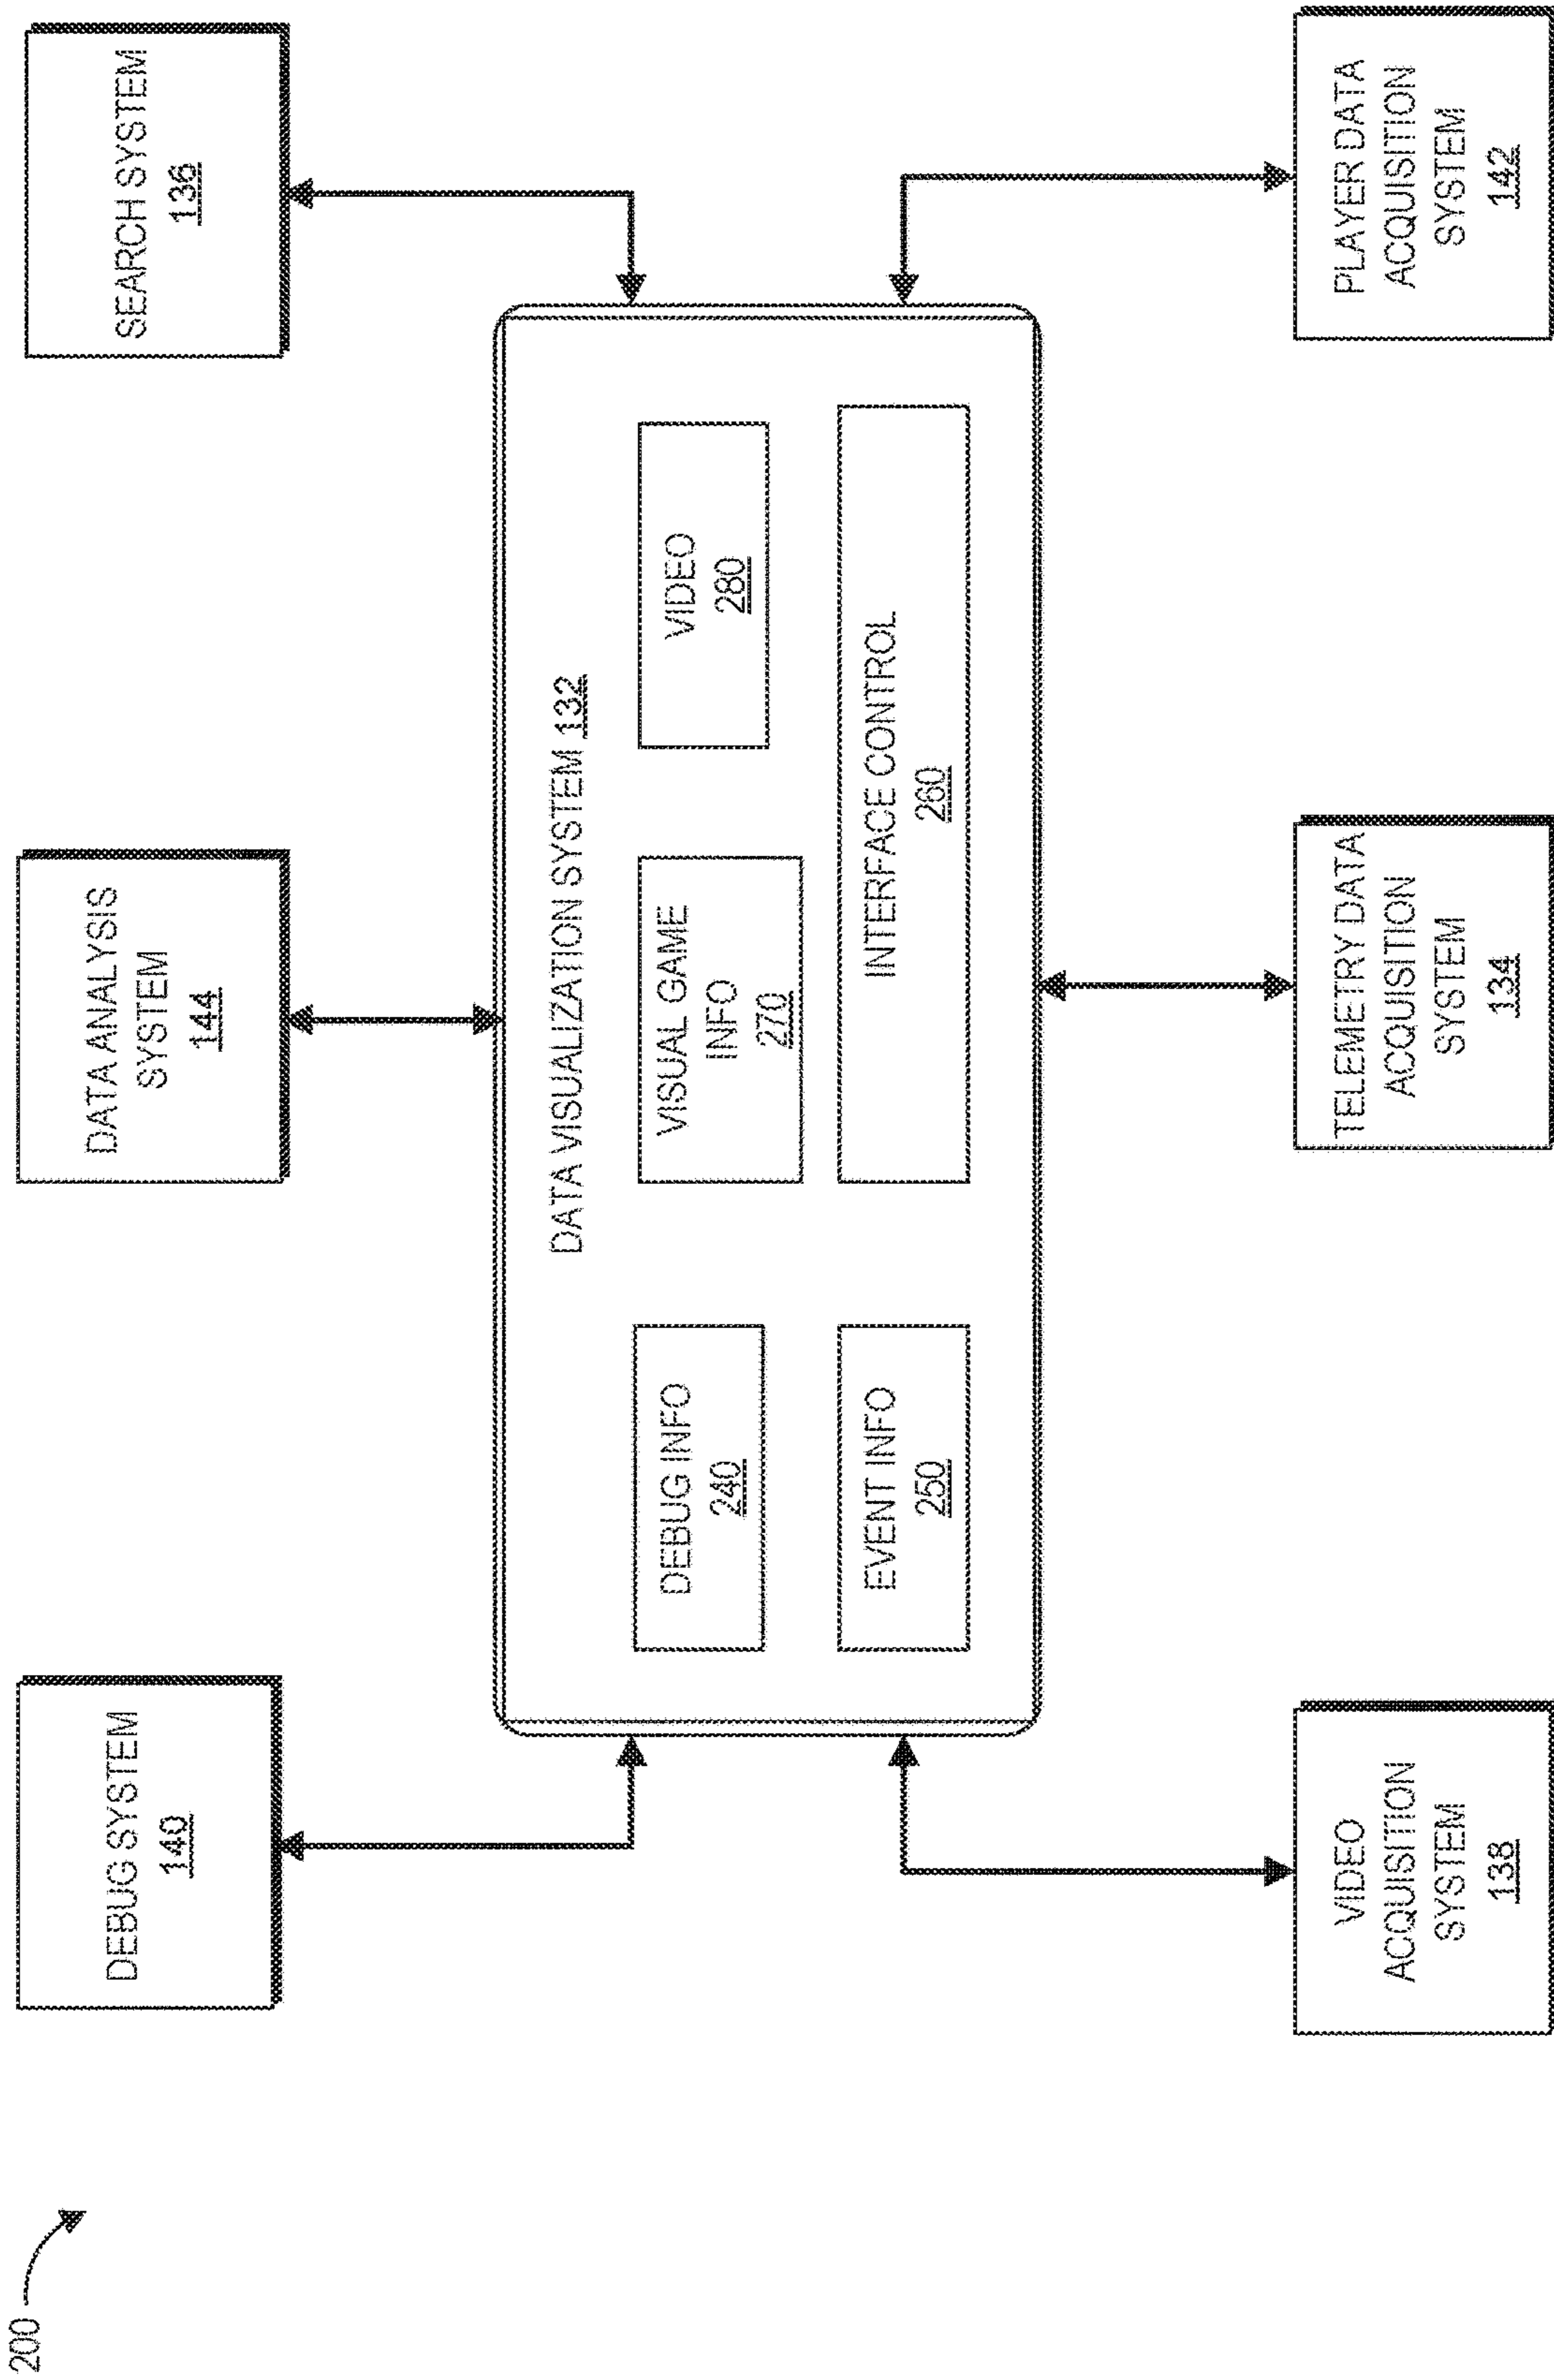 200
DEBUG SYSTEM
140
DATA ANALYSIS
SYSTEM
144
SEARCH SYSTEM
136
DATA VISUALIZATION SYSTEM 132
DEBUG INFO
240
VISUAL GAME
INFO
270
VIDEO
280
EVENT INFO
250
INTERFACE CONTROL
260
VIDEO
ACQUISITION
SYSTEM
138
TELEMETRY DATA
ACQUISITION
SYSTEM
134
PLAYER DATA
ACQUISITION
SYSTEM
142